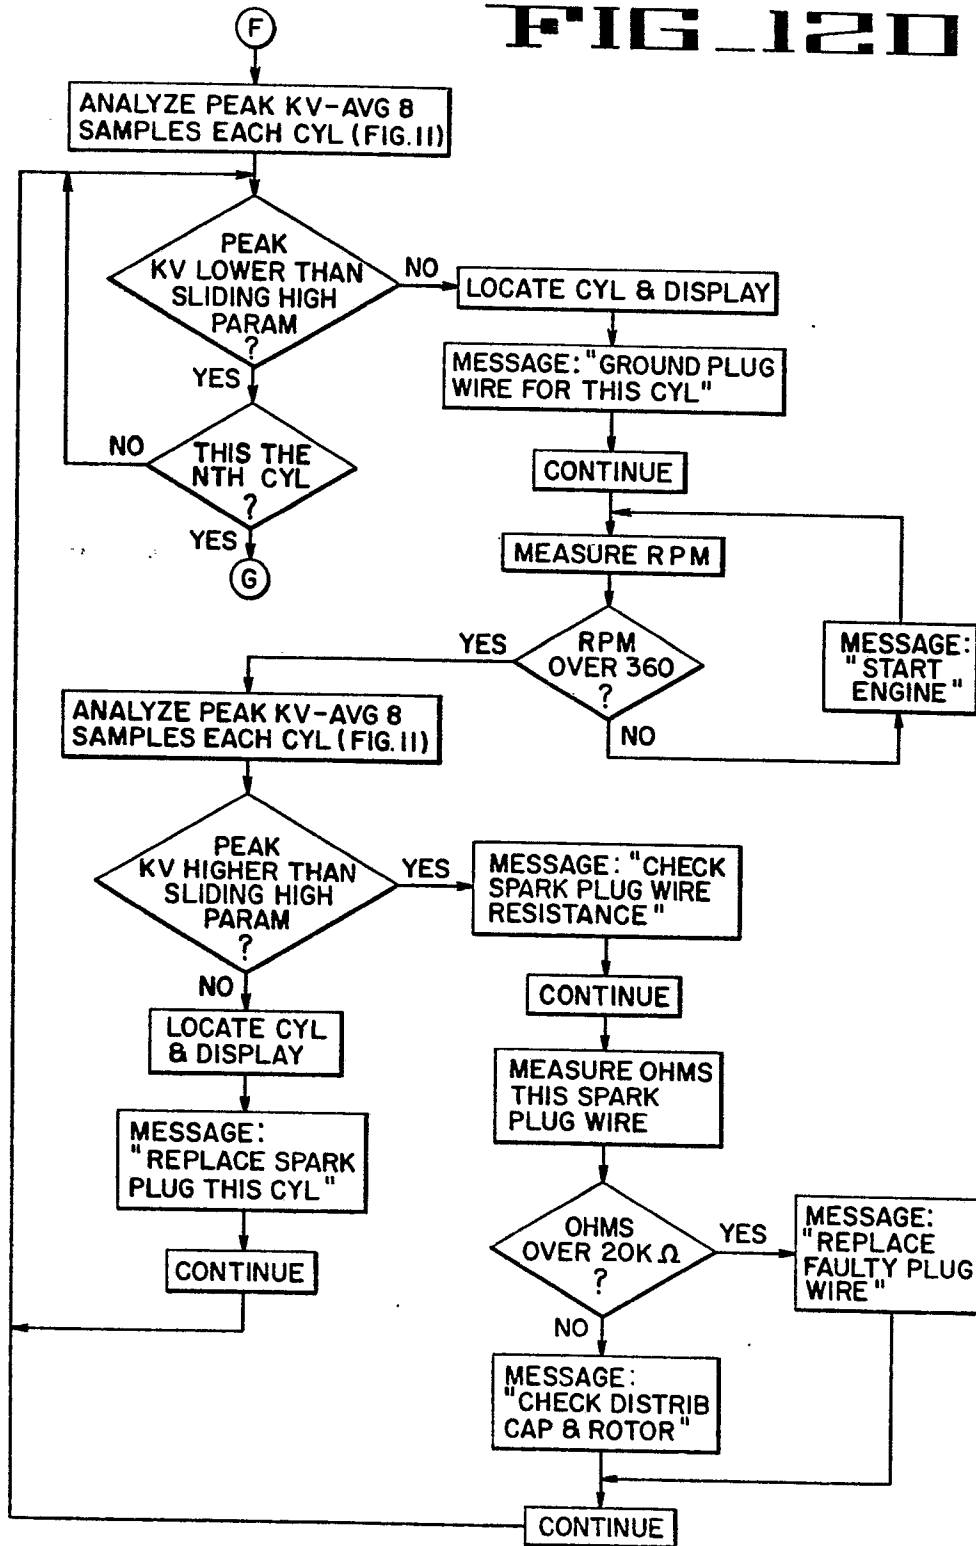 FIG_12D
F
ANALYZE PEAK KV-AVG 8
SAMPLES EACH CYL (FIG.11)
PEAK
KV LOWER THAN
SLIDING HIGH
PARAM
?
NO
YES
LOCATE CYL & DISPLAY
MESSAGE: "GROUND PLUG
WIRE FOR THIS CYL"
CONTINUE
NO
THIS THE
NTH CYL
?
YES
G
MEASURE RPM
RPM
OVER 360
?
YES
NO
MESSAGE:
"START
ENGINE"
ANALYZE PEAK KV-AVG 8
SAMPLES EACH CYL (FIG.11)
PEAK
KV HIGHER THAN
SLIDING HIGH
PARAM
?
YES
NO
MESSAGE: "CHECK
SPARK PLUG WIRE
RESISTANCE"
CONTINUE
LOCATE CYL
& DISPLAY
MEASURE OHMS
THIS SPARK
PLUG WIRE
MESSAGE:
"REPLACE SPARK
PLUG THIS CYL"
CONTINUE
OHMS
OVER 20K Ω
?
YES
NO
MESSAGE:
"REPLACE
FAULTY PLUG
WIRE"
MESSAGE:
"CHECK DISTRIB
CAP & ROTOR"
CONTINUE